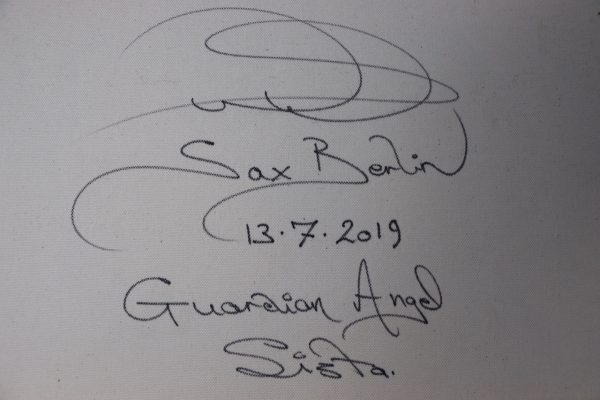 Sax Berlin
13.7.2019
Guardian Angel
Sista.